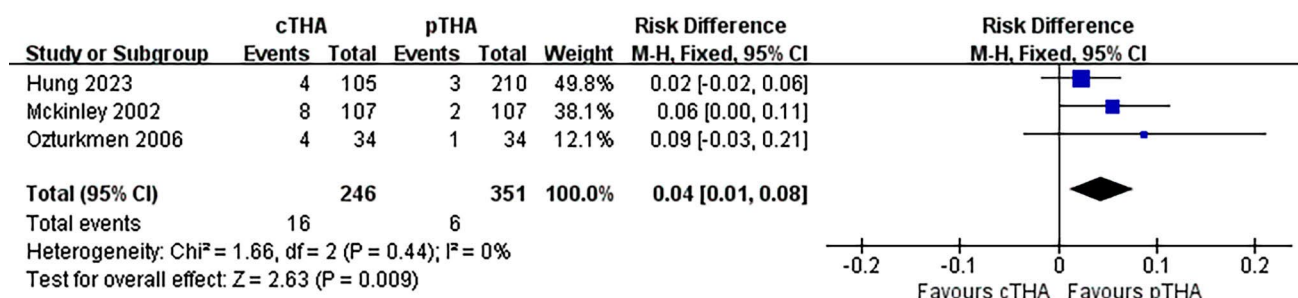 cTHA pTHA Risk Difference Risk Difference
Study or Subgroup Events Total Events Total Weight M-H, Fixed, 95% CI M-H, Fixed, 95% CI
Hung 2023 4 105 3 210 49.8% 0.02 [-0.02, 0.06]
Mckinley 2002 8 107 2 107 38.1% 0.06 [0.00, 0.11]
Ozturkmen 2006 4 34 1 34 12.1% 0.09 [-0.03, 0.21]
Total (95% CI) 246 351 100.0% 0.04 [0.01, 0.08]
Total events 16 6
Heterogeneity: Chi² = 1.66, df = 2 (P = 0.44); I² = 0%
Test for overall effect: Z = 2.63 (P = 0.009)
-0.2 -0.1 0 0.1 0.2
Favours cTHA Favours pTHA